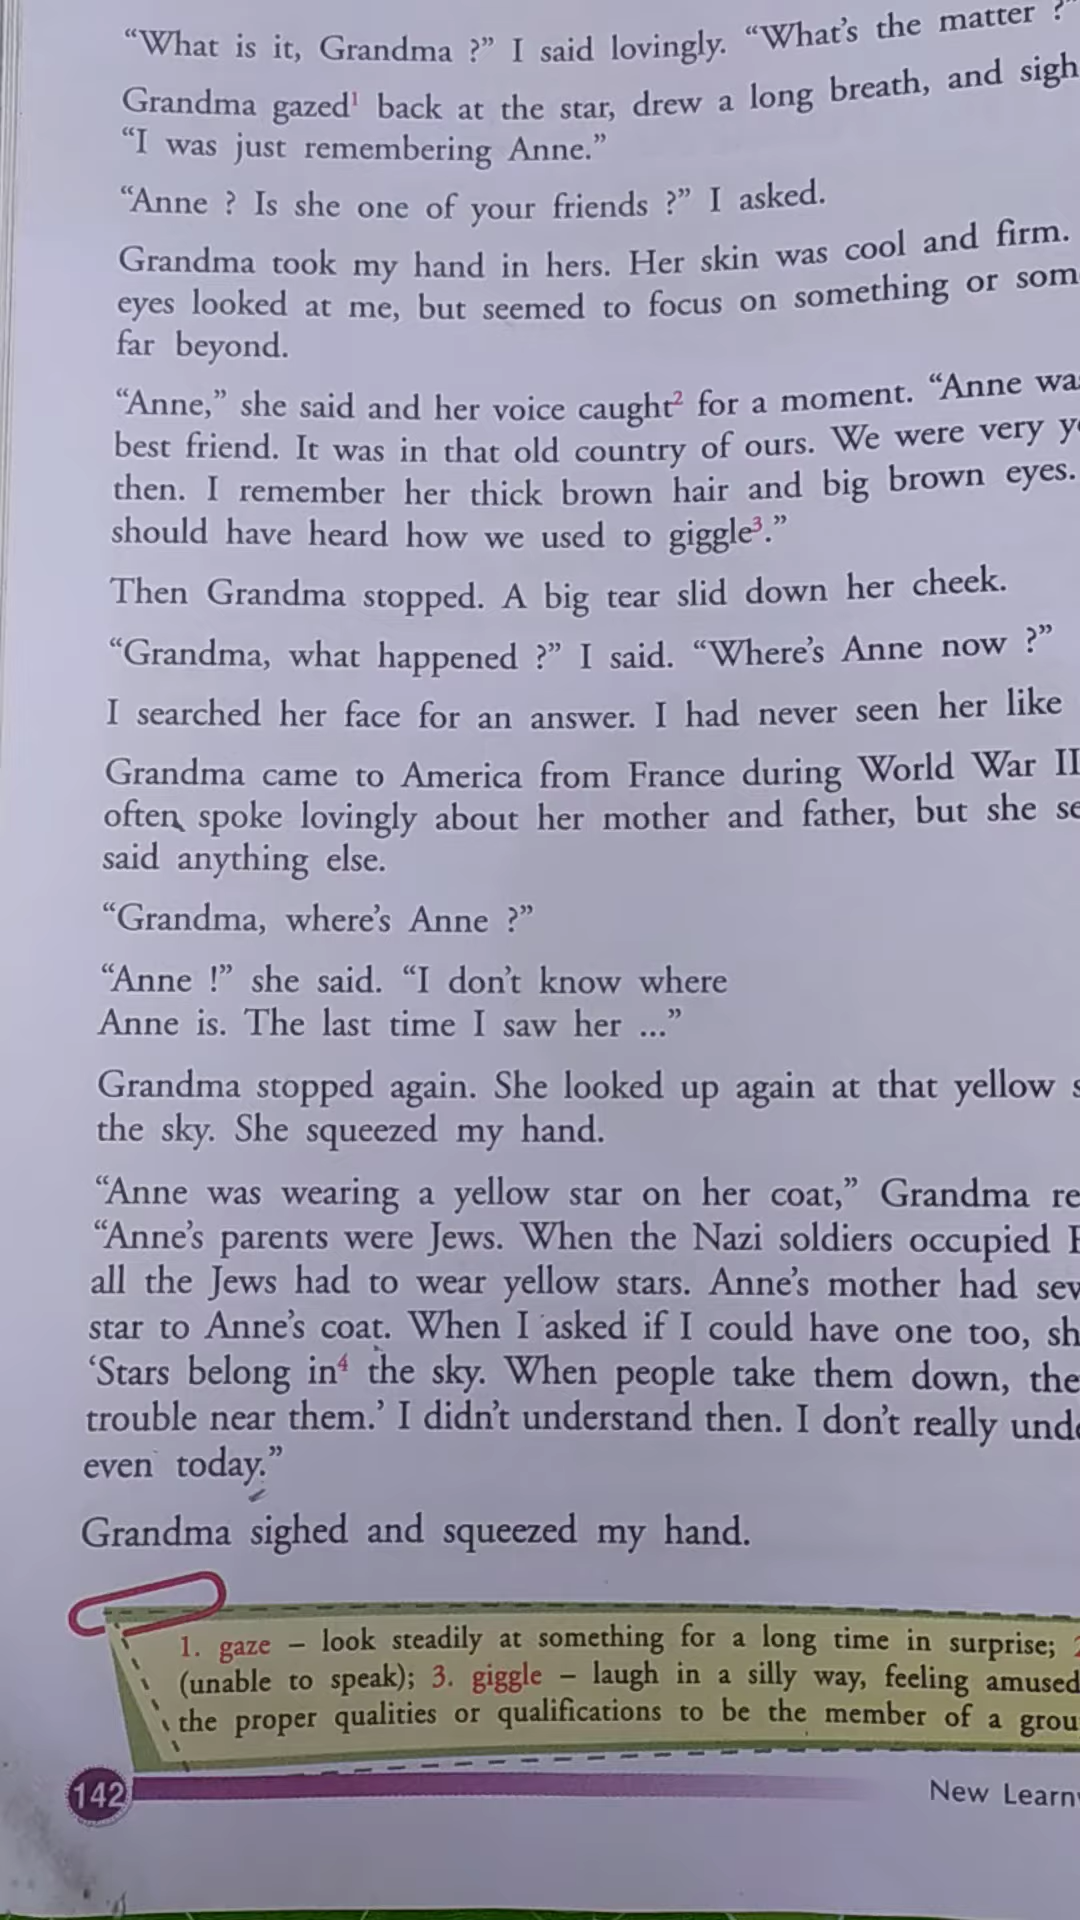 “What is it, Grandma ?” I said lovingly. “What’s the matter ?”
Grandma gazed¹ back at the star, drew a long breath, and
“I was just remembering Anne.”
“Anne ? Is she one of your friends ?” I asked.
Grandma took my hand in hers. Her skin was cool and firm.
eyes looked at me, but seemed to focus on something or
far beyond.
“Anne,” she said and her voice caught² for a moment. “Anne
best friend. It was in that old country of ours. We were very
then. I remember her thick brown hair and big brown eyes.
should have heard how we used to giggle³.”
Then Grandma stopped. A big tear slid down her cheek.
“Grandma, what happened ?” I said. “Where’s Anne now ?”
I searched her face for an answer. I had never seen her like
Grandma came to America from France during World War II
often spoke lovingly about her mother and father, but she
said anything else.
“Grandma, where’s Anne ?”
“Anne !” she said. “I don’t know where
Anne is. The last time I saw her ...”
Grandma stopped again. She looked up again at that yellow
the sky. She squeezed my hand.
“Anne was wearing a yellow star on her coat,” Grandma
“Anne’s parents were Jews. When the Nazi soldiers occupied
all the Jews had to wear yellow stars. Anne’s mother had
star to Anne’s coat. When I asked if I could have one too,
‘Stars belong in⁴ the sky. When people take them down,
trouble near them.’ I didn’t understand then. I don’t really
even today.”
Grandma sighed and squeezed my hand.
1. gaze – look steadily at something for a long time in surprise;
(unable to speak); 3. giggle – laugh in a silly way, feeling amused
the proper qualities or qualifications to be the member of a
142
New